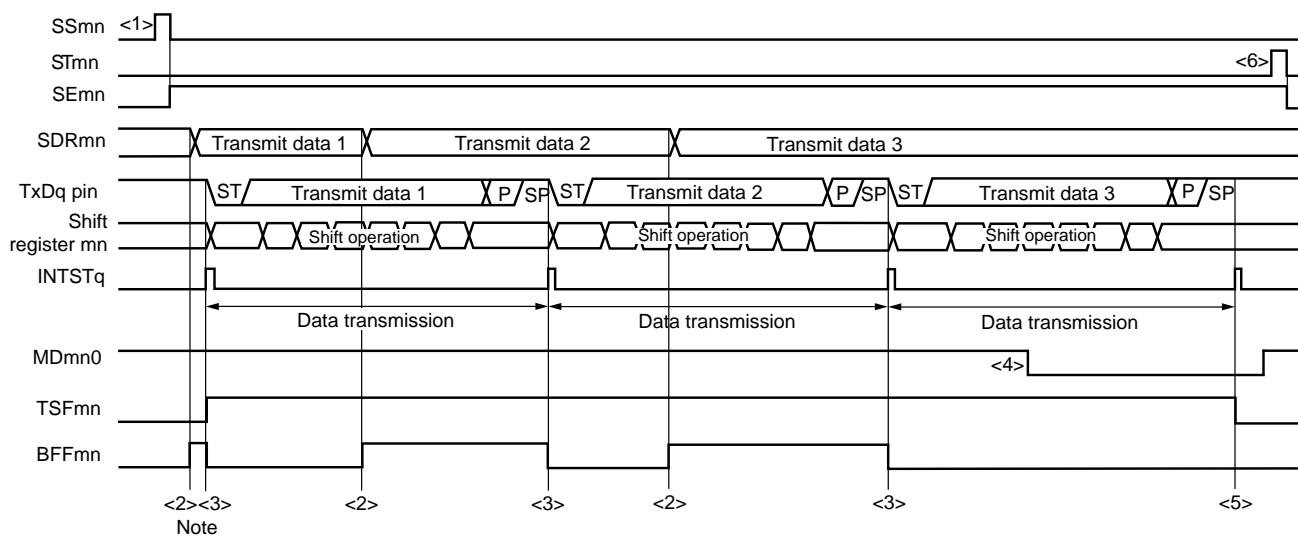 SSmn <1>
STmn <6>
SEmn
SDRmn Transmit data 1 Transmit data 2 Transmit data 3
TxDq pin ST Transmit data 1 P SP ST Transmit data 2 P SP ST Transmit data 3 P SP
Shift
register mn Shift operation Shift operation Shift operation
INTSTq
Data transmission Data transmission Data transmission
MDmn0 <4>
TSFmn
BFFmn
<2> <3> <2> <3> <2> <3> <5>
Note